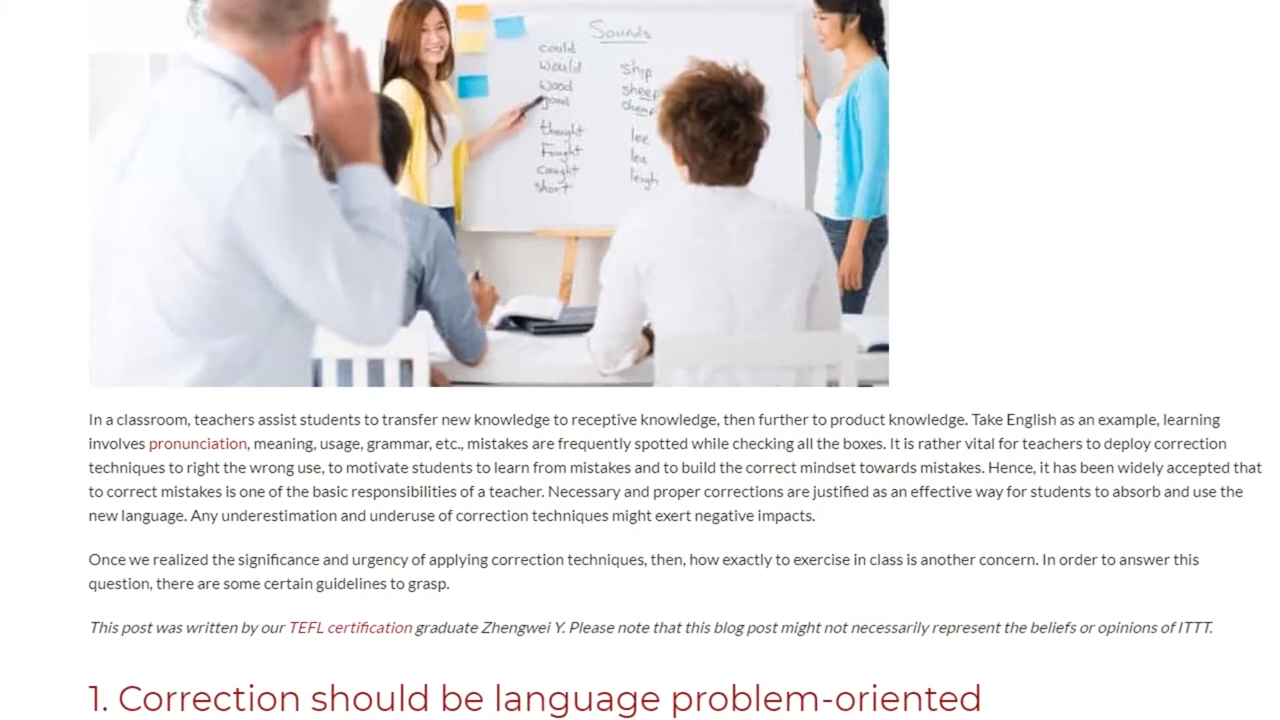 Sounds
could
would
wood
good
thought
Fought
caught
short
ship
sheep
cheap
lee
lea
leigh
In a classroom, teachers assist students to transfer new knowledge to receptive knowledge, then further to product knowledge. Take English as an example, learning
involves pronunciation, meaning, usage, grammar, etc., mistakes are frequently spotted while checking all the boxes. It is rather vital for teachers to deploy correction
techniques to right the wrong use, to motivate students to learn from mistakes and to build the correct mindset towards mistakes. Hence, it has been widely accepted that
to correct mistakes is one of the basic responsibilities of a teacher. Necessary and proper corrections are justified as an effective way for students to absorb and use the
new language. Any underestimation and underuse of correction techniques might exert negative impacts.
Once we realized the significance and urgency of applying correction techniques, then, how exactly to exercise in class is another concern. In order to answer this
question, there are some certain guidelines to grasp.
This post was written by our TEFL certification graduate Zhengwei Y. Please note that this blog post might not necessarily represent the beliefs or opinions of ITTT.
1. Correction should be language problem-oriented